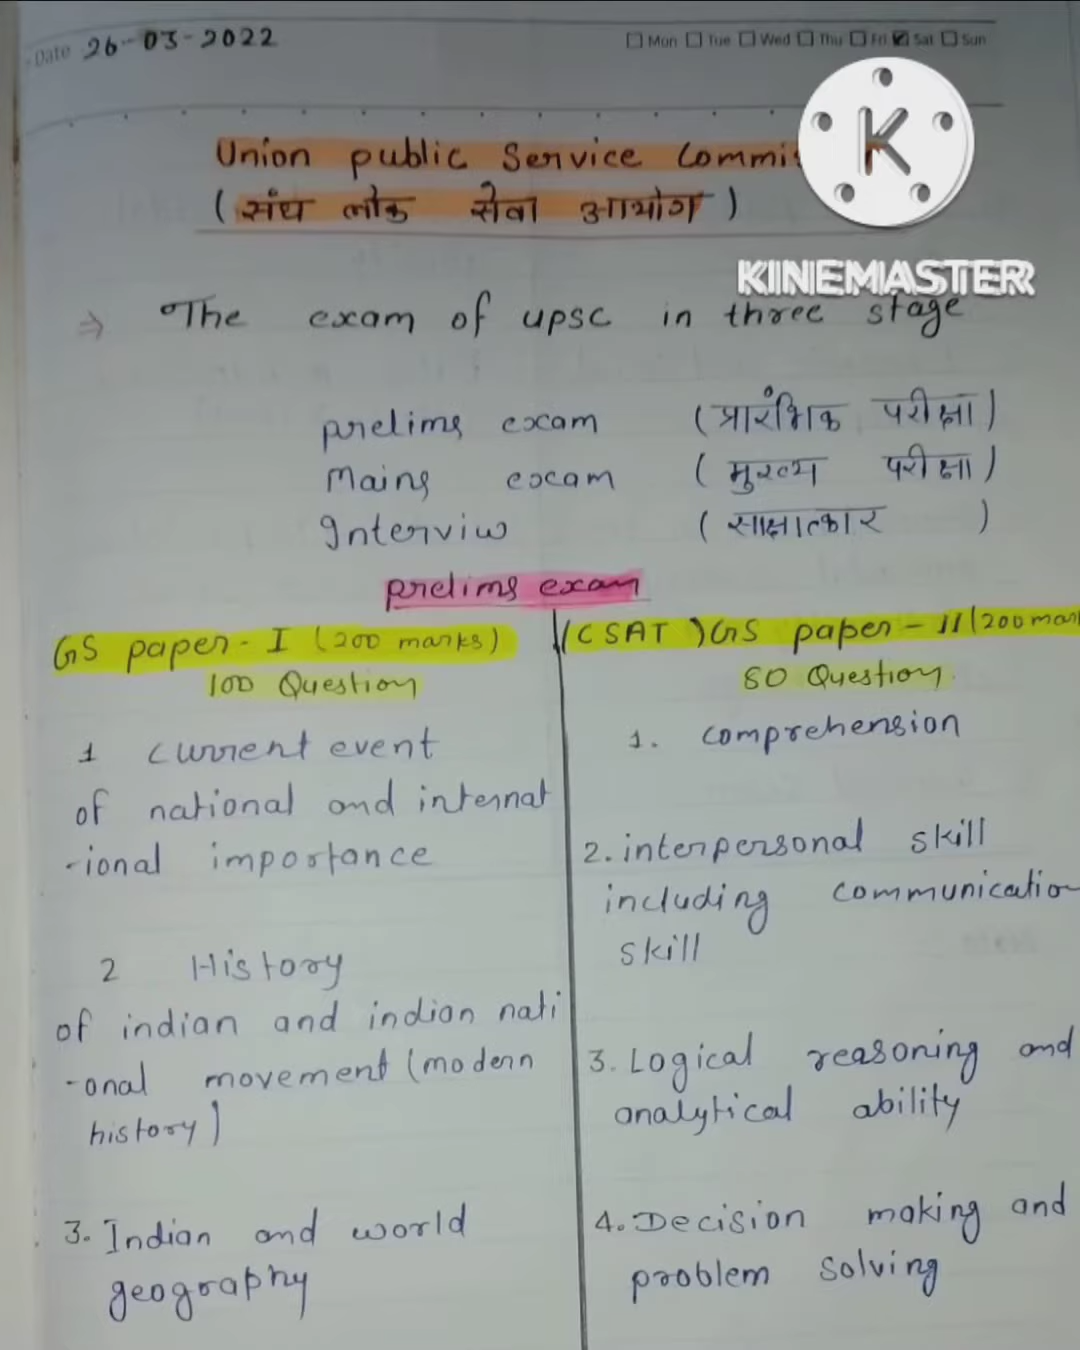 Date 26-03-2022
Mon Tue Wed Thu Fri Sat Sun
Union public Service Commi
(संघ लोक सेवा आयोग)
KINEMASTER
⇒ The exam of upsc in three stage
prelims exam (प्रारंभिक परीक्षा)
Mains exam (मुख्य परीक्षा)
Interviw (साक्षात्कार)
prelims exam
GS paper - I (200 marks)
100 Question
1 current event
of national and internat
-ional importance
2 History
of indian and indian nati
-onal movement (modern
history)
3. Indian and world
geography
(CSAT) GS paper - II (200 mar
80 Question
1. comprehension
2. interpersonal skill
including communicatio
skill
3. Logical reasoning and
analytical ability
4. Decision making and
problem solving